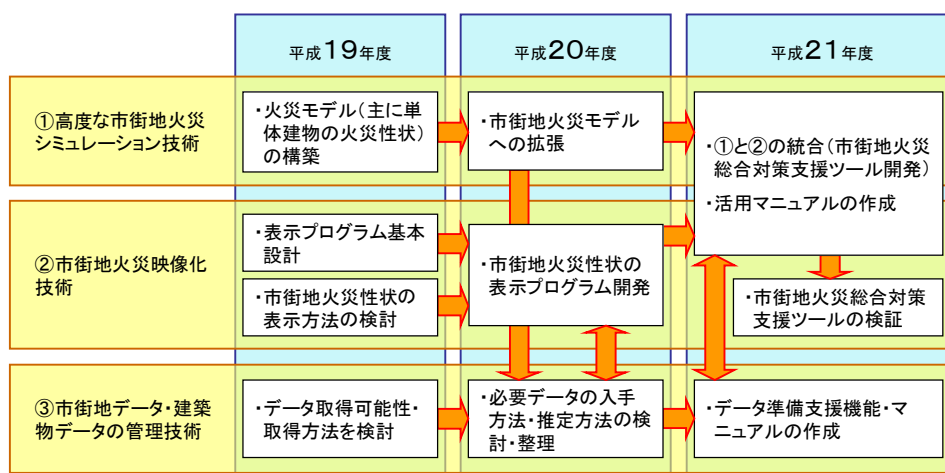 平成19年度
平成20年度
平成21年度
①高度な市街地火災
シミュレーション技術
・火災モデル（主に単
体建物の火災性状）
の構築
・市街地火災モデル
への拡張
・①と②の統合（市街地火災
総合対策支援ツール開発）
・活用マニュアルの作成
②市街地火災映像化
技術
・表示プログラム基本
設計
・市街地火災性状の
表示方法の検討
・市街地火災性状の
表示プログラム開発
・市街地火災総合対策
支援ツールの検証
③市街地データ・建築
物データの管理技術
・データ取得可能性・
取得方法を検討
・必要データの入手
方法・推定方法の検
討・整理
・データ準備支援機能・マ
ニュアルの作成